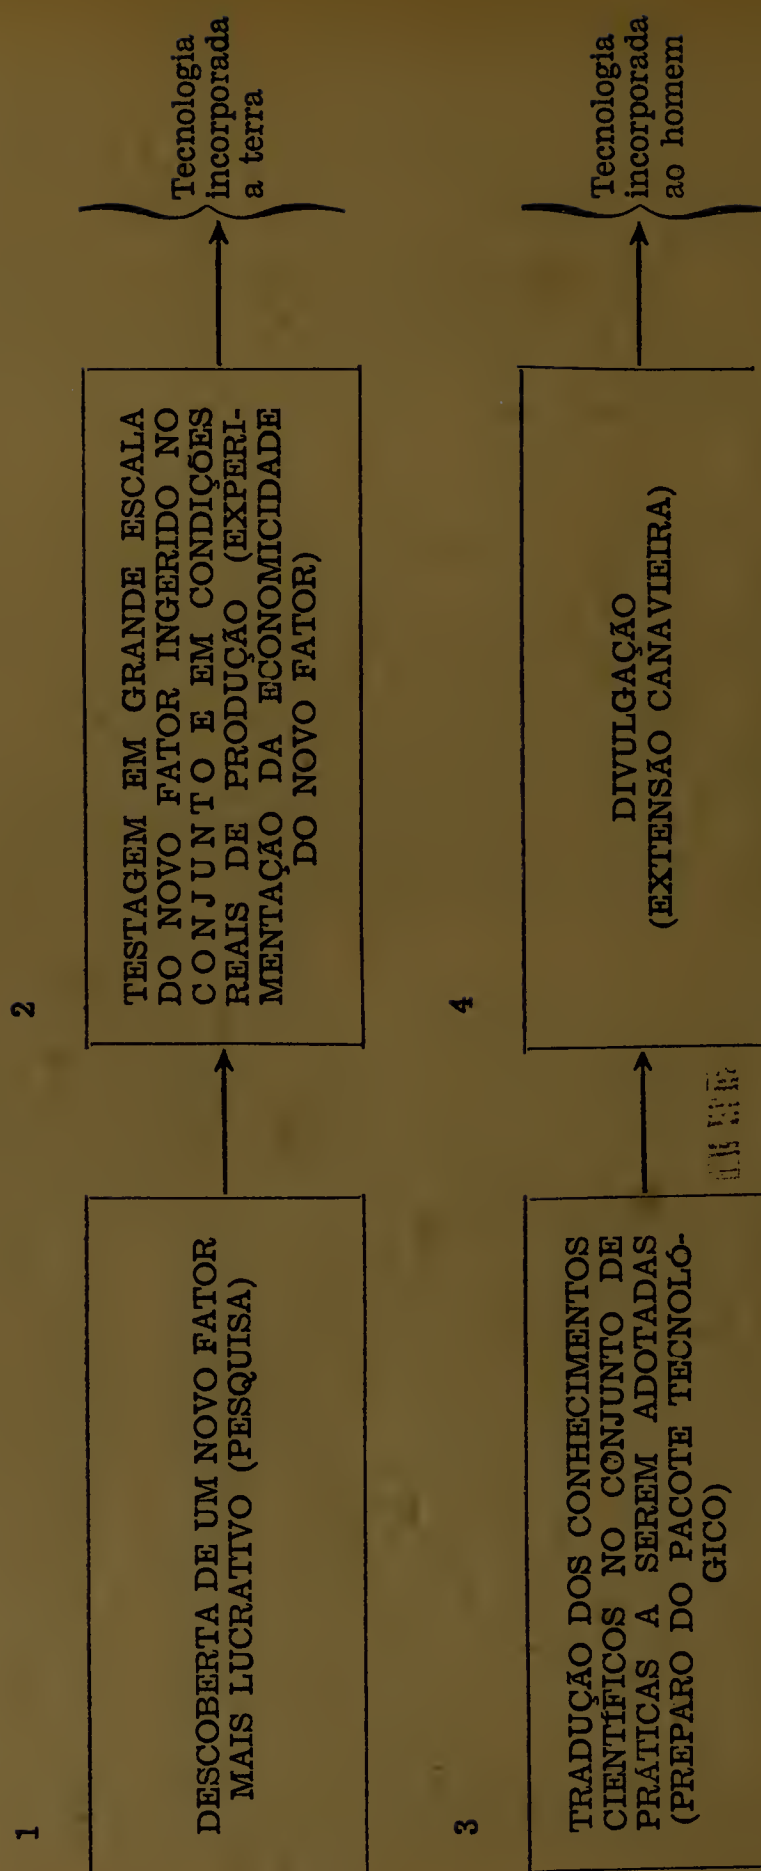 1
DESCOBERTA DE UM NOVO FATOR
MAIS LUCRATIVO (PESQUISA)
2
TESTAGEM EM GRANDE ESCALA
DO NOVO FATOR INGERIDO NO
CONJUNTO E EM CONDIÇÕES
REAIS DE PRODUÇÃO (EXPERI-
MENTAÇÃO DA ECONOMICIDADE
DO NOVO FATOR)
Tecnologia
incorporada
a terra
3
TRADUÇÃO DOS CONHECIMENTOS
CIENTÍFICOS NO CONJUNTO DE
PRÁTICAS A SEREM ADOTADAS
(PREPARO DO PACOTE TECNOLÓ-
GICO)
4
DIVULGAÇÃO
(EXTENSÃO CANAVIEIRA)
Tecnologia
incorporada
ao homem